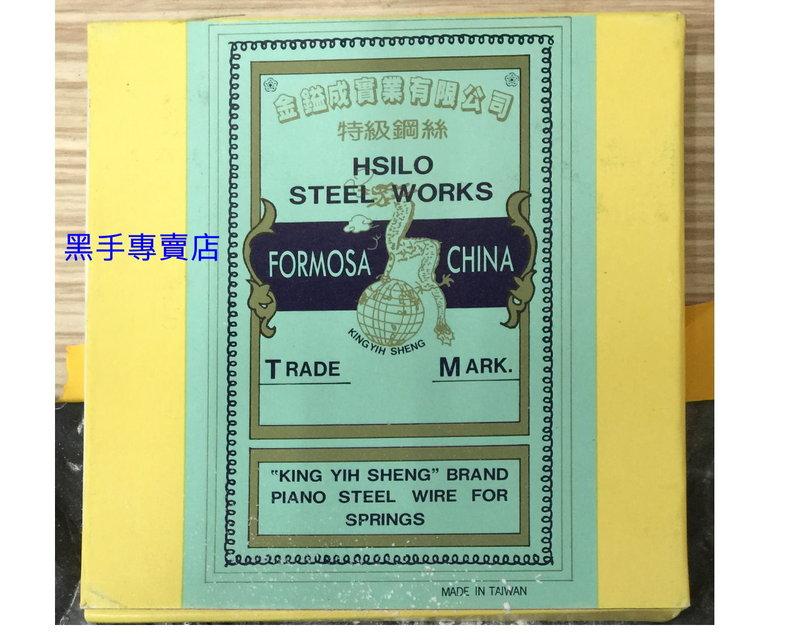 金鎰成實業有限公司
特級鋼絲
HSILO
STEEL WORKS
黑手專賣店
FORMOSA CHINA
KING YIH SHENG
TRADE MARK.
"KING YIH SHENG" BRAND
PIANO STEEL WIRE FOR
SPRINGS
MADE IN TAIWAN